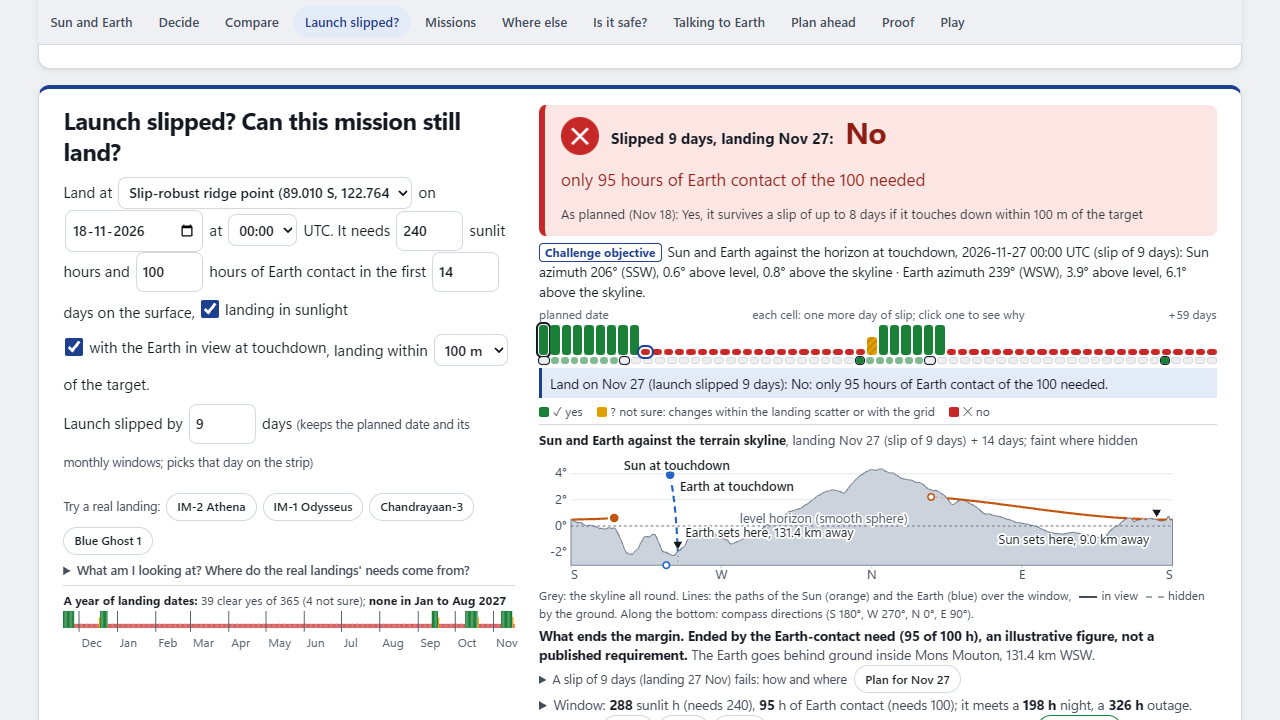 Sun and Earth
Decide
Compare
Launch slipped?
Missions
Where else
Is it safe?
Talking to Earth
Plan ahead
Proof
Play
Launch slipped? Can this mission still
land?
Land at Slip-robust ridge point (89.010 S, 122.764 on
18-11-2026 at 00:00 UTC. It needs 240 sunlit
hours and 100 hours of Earth contact in the first 14
days on the surface, landing in sunlight
with the Earth in view at touchdown, landing within 100 m
of the target.
Launch slipped by 9 days (keeps the planned date and its
monthly windows; picks that day on the strip)
Try a real landing: IM-2 Athena IM-1 Odysseus Chandrayaan-3
Blue Ghost 1
What am I looking at? Where do the real landings' needs come from?
A year of landing dates: 39 clear yes of 365 (4 not sure); none in Jan to Aug 2027
Dec Jan Feb Mar Apr May Jun Jul Aug Sep Oct Nov
Slipped 9 days, landing Nov 27: No
only 95 hours of Earth contact of the 100 needed
As planned (Nov 18): Yes, it survives a slip of up to 8 days if it touches down within 100 m of the target
Challenge objective Sun and Earth against the horizon at touchdown, 2026-11-27 00:00 UTC (slip of 9 days): Sun
azimuth 206° (SSW), 0.6° above level, 0.8° above the skyline · Earth azimuth 239° (WSW), 3.9° above level, 6.1°
above the skyline.
planned date each cell: one more day of slip; click one to see why +59 days
Land on Nov 27 (launch slipped 9 days): No: only 95 hours of Earth contact of the 100 needed.
✓ yes ? not sure: changes within the landing scatter or with the grid ✕ no
Sun and Earth against the terrain skyline, landing Nov 27 (slip of 9 days) + 14 days; faint where hidden
Sun at touchdown
4°
Earth at touchdown
2°
level horizon (smooth sphere)
0°
Earth sets here, 131.4 km away
Sun sets here, 9.0 km away
-2°
S W N E S
Grey: the skyline all round. Lines: the paths of the Sun (orange) and the Earth (blue) over the window, in view hidden
by the ground. Along the bottom: compass directions (S 180°, W 270°, N 0°, E 90°).
What ends the margin. Ended by the Earth-contact need (95 of 100 h), an illustrative figure, not a
published requirement. The Earth goes behind ground inside Mons Mouton, 131.4 km WSW.
A slip of 9 days (landing 27 Nov) fails: how and where Plan for Nov 27
Window: 288 sunlit h (needs 240), 95 h of Earth contact (needs 100); it meets a 198 h night, a 326 h outage.